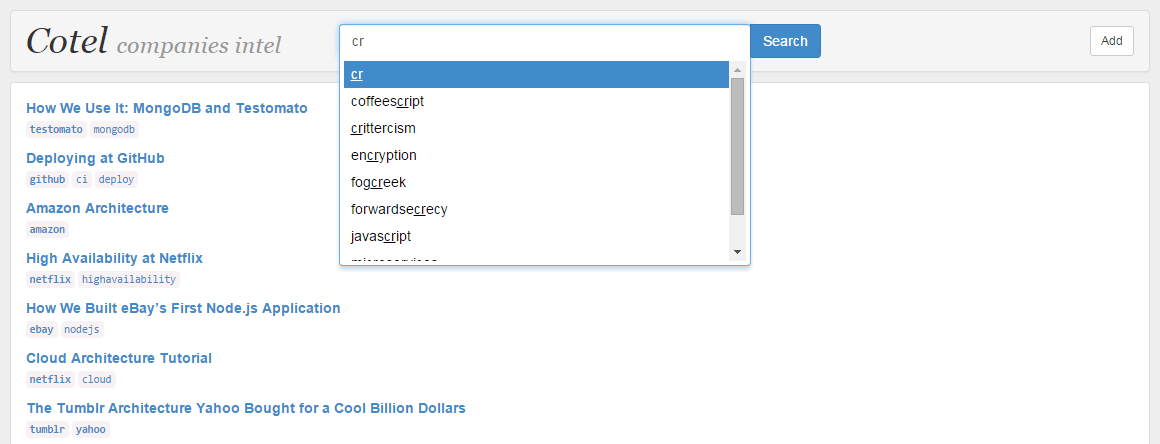 Cotel companies intel
cr
Search
Add
cr
coffeescript
crittercism
encryption
fogcreek
forwardsecrecy
javascript
How We Use It: MongoDB and Testomato
testomato mongodb
Deploying at GitHub
github ci deploy
Amazon Architecture
amazon
High Availability at Netflix
netflix highavailability
How We Built eBay’s First Node.js Application
ebay nodejs
Cloud Architecture Tutorial
netflix cloud
The Tumblr Architecture Yahoo Bought for a Cool Billion Dollars
tumblr yahoo